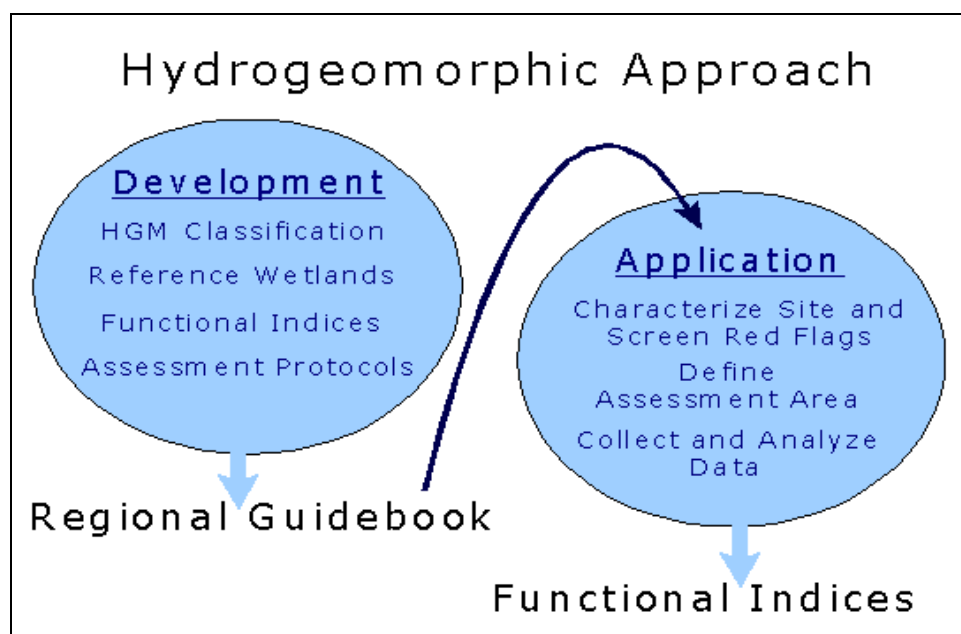 Hydrogeomorphic Approach
Development
HGM Classification
Reference Wetlands
Functional Indices
Assessment Protocols
Regional Guidebook
Application
Characterize Site and
Screen Red Flags
Define
Assessment Area
Collect and Analyze
Data
Functional Indices